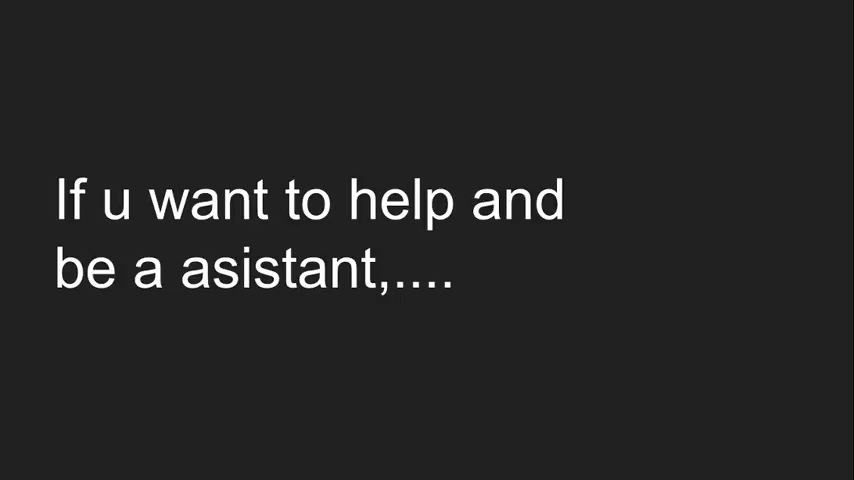 If u want to help and
be a asistant,....